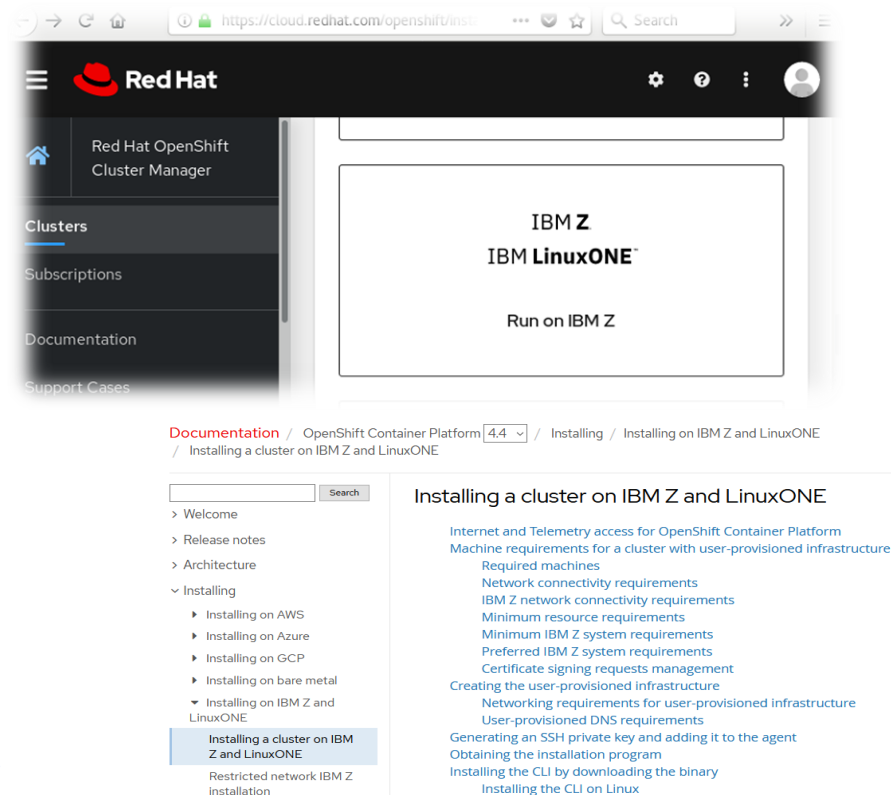 https://cloud.redhat.com/openshift/inst
Search
Red Hat
Red Hat OpenShift
Cluster Manager
Clusters
Subscriptions
Documentation
Support Cases
IBM Z
IBM LinuxONE™
Run on IBM Z
Documentation / OpenShift Container Platform 4.4 / Installing / Installing on IBM Z and LinuxONE
/ Installing a cluster on IBM Z and LinuxONE
Search
Welcome
Release notes
Architecture
Installing
Installing on AWS
Installing on Azure
Installing on GCP
Installing on bare metal
Installing on IBM Z and
LinuxONE
Installing a cluster on IBM
Z and LinuxONE
Restricted network IBM Z
installation
Installing a cluster on IBM Z and LinuxONE
Internet and Telemetry access for OpenShift Container Platform
Machine requirements for a cluster with user-provisioned infrastructure
Required machines
Network connectivity requirements
IBM Z network connectivity requirements
Minimum resource requirements
Minimum IBM Z system requirements
Preferred IBM Z system requirements
Certificate signing requests management
Creating the user-provisioned infrastructure
Networking requirements for user-provisioned infrastructure
User-provisioned DNS requirements
Generating an SSH private key and adding it to the agent
Obtaining the installation program
Installing the CLI by downloading the binary
Installing the CLI on Linux